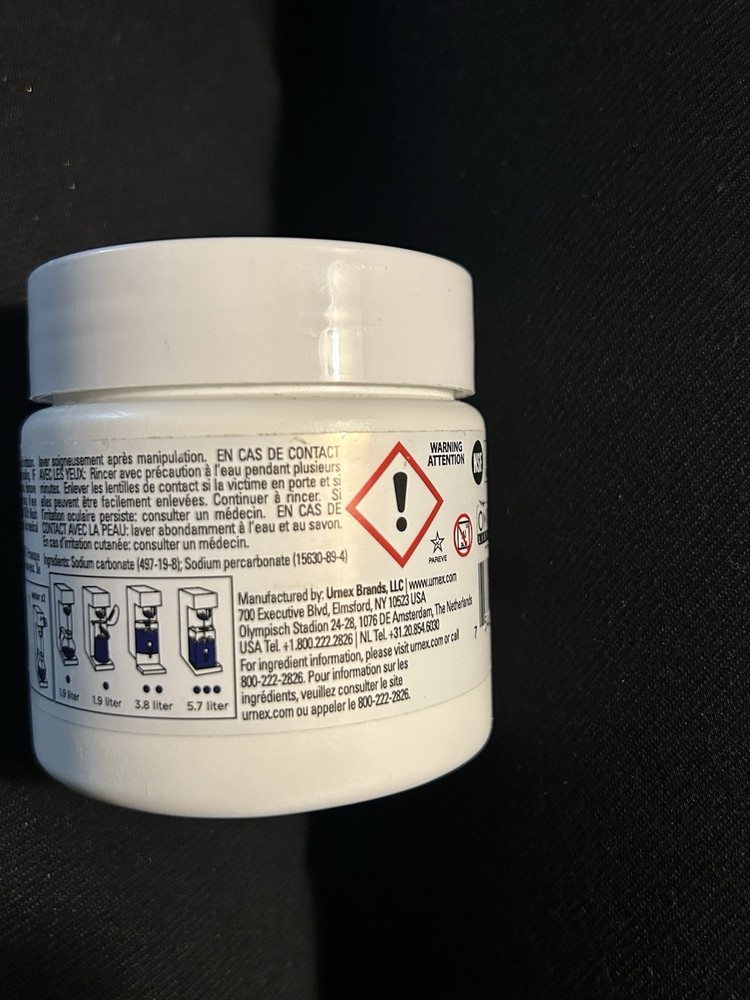 laver soigneusement après manipulation. EN CAS DE CONTACT
AVEC LES YEUX: Rincer avec précaution à l'eau pendant plusieurs
minutes. Enlever les lentilles de contact si la victime en porte et si
elles peuvent être facilement enlevées. Continuer à rincer. Si
l'irritation oculaire persiste: consulter un médecin. EN CAS DE
CONTACT AVEC LA PEAU: laver abondamment à l'eau et au savon.
En cas d'irritation cutanée: consulter un médecin.
Ingredients: Sodium carbonate (497-19-8); Sodium percarbonate (15630-89-4)
WARNING
ATTENTION
NSF
PAREVE
x2
1.9 liter
1.9 liter
3.8 liter
5.7 liter
Manufactured by: Urnex Brands, LLC | www.urnex.com
700 Executive Blvd, Elmsford, NY 10523 USA
Olympisch Stadion 24-28, 1076 DE Amsterdam, The Netherlands
USA Tel. +1.800.222.2826 | NL Tel. +31.20.854.6030
For ingredient information, please visit urnex.com or call
800-222-2826. Pour information sur les
ingrédients, veuillez consulter le site
urnex.com ou appeler le 800-222-2826.
7